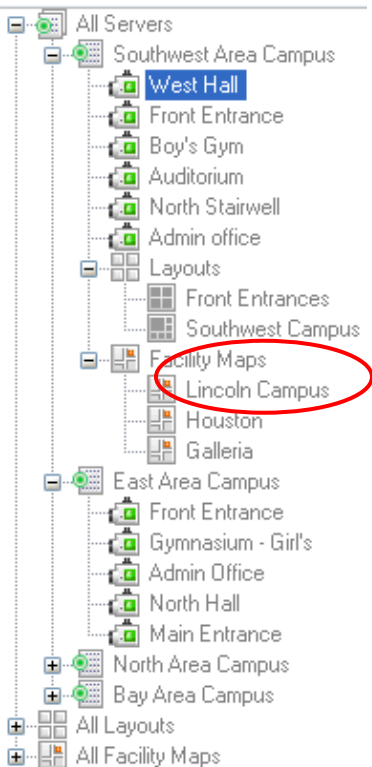 All Servers
Southwest Area Campus
West Hall
Front Entrance
Boy's Gym
Auditorium
North Stairwell
Admin office
Layouts
Front Entrances
Southwest Campus
Facility Maps
Lincoln Campus
Houston
Galleria
East Area Campus
Front Entrance
Gymnasium - Girl's
Admin Office
North Hall
Main Entrance
North Area Campus
Bay Area Campus
All Layouts
All Facility Maps